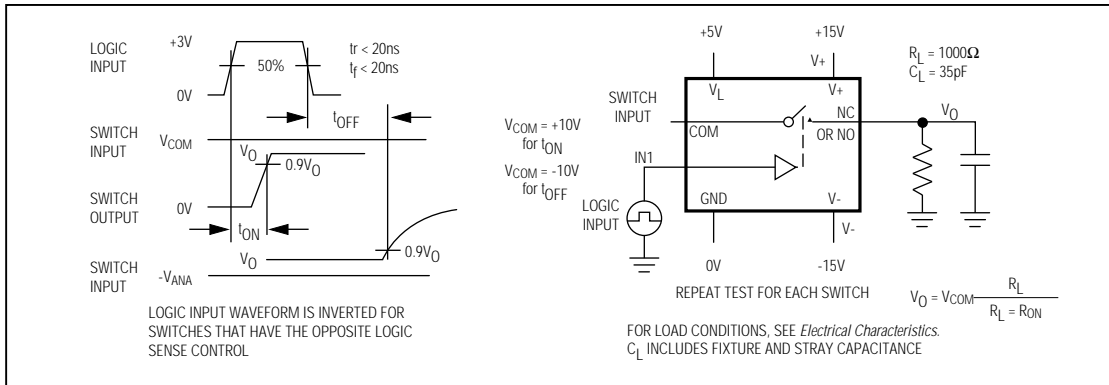 LOGIC
INPUT
+3V
0V
50%
tr < 20ns
tf < 20ns
tOFF
SWITCH
INPUT
VCOM
VO
0.9VO
SWITCH
OUTPUT
0V
tON
VO
0.9VO
SWITCH
INPUT
-VANA
LOGIC INPUT WAVEFORM IS INVERTED FOR
SWITCHES THAT HAVE THE OPPOSITE LOGIC
SENSE CONTROL
+5V
+15V
V+
RL = 1000Ω
CL = 35pF
VL
V+
SWITCH
INPUT
NC
VO
COM
OR NO
VCOM = +10V
for tON
VCOM = -10V
for tOFF
IN1
LOGIC
INPUT
GND
V-
V-
0V
-15V
REPEAT TEST FOR EACH SWITCH
VO = VCOM RL
RL = RON
FOR LOAD CONDITIONS, SEE Electrical Characteristics.
CL INCLUDES FIXTURE AND STRAY CAPACITANCE